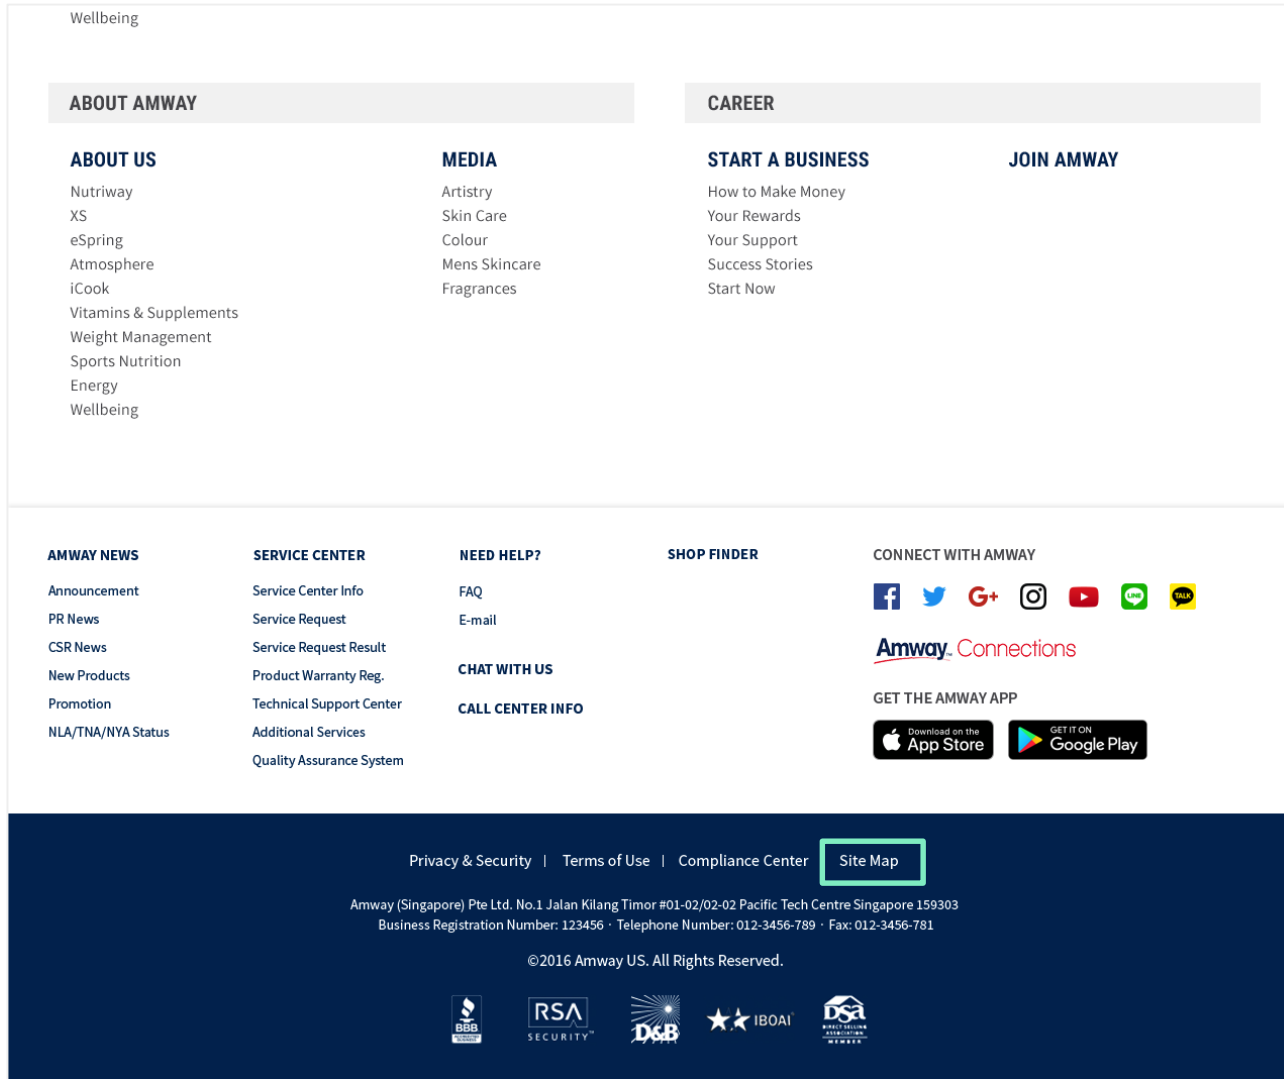 Wellbeing
ABOUT AMWAY
ABOUT US
Nutriway
XS
eSpring
Atmosphere
iCook
Vitamins & Supplements
Weight Management
Sports Nutrition
Energy
Wellbeing
MEDIA
Artistry
Skin Care
Colour
Mens Skincare
Fragrances
CAREER
START A BUSINESS
How to Make Money
Your Rewards
Your Support
Success Stories
Start Now
JOIN AMWAY
AMWAY NEWS
Announcement
PR News
CSR News
New Products
Promotion
NLA/TNA/NYA Status
SERVICE CENTER
Service Center Info
Service Request
Service Request Result
Product Warranty Reg.
Technical Support Center
Additional Services
Quality Assurance System
NEED HELP?
FAQ
E-mail
CHAT WITH US
CALL CENTER INFO
SHOP FINDER
CONNECT WITH AMWAY
G+
LINE
TALK
Amway™ Connections
GET THE AMWAY APP
Download on the
App Store
GET IT ON
Google Play
Privacy & Security | Terms of Use | Compliance Center Site Map
Amway (Singapore) Pte Ltd. No.1 Jalan Kilang Timor #01-02/02-02 Pacific Tech Centre Singapore 159303
Business Registration Number: 123456 · Telephone Number: 012-3456-789 · Fax: 012-3456-781
©2016 Amway US. All Rights Reserved.
BBB
RSA
SECURITY™
D&B
IBOAI
DSA
DIRECT SELLING
ASSOCIATION
MEMBER